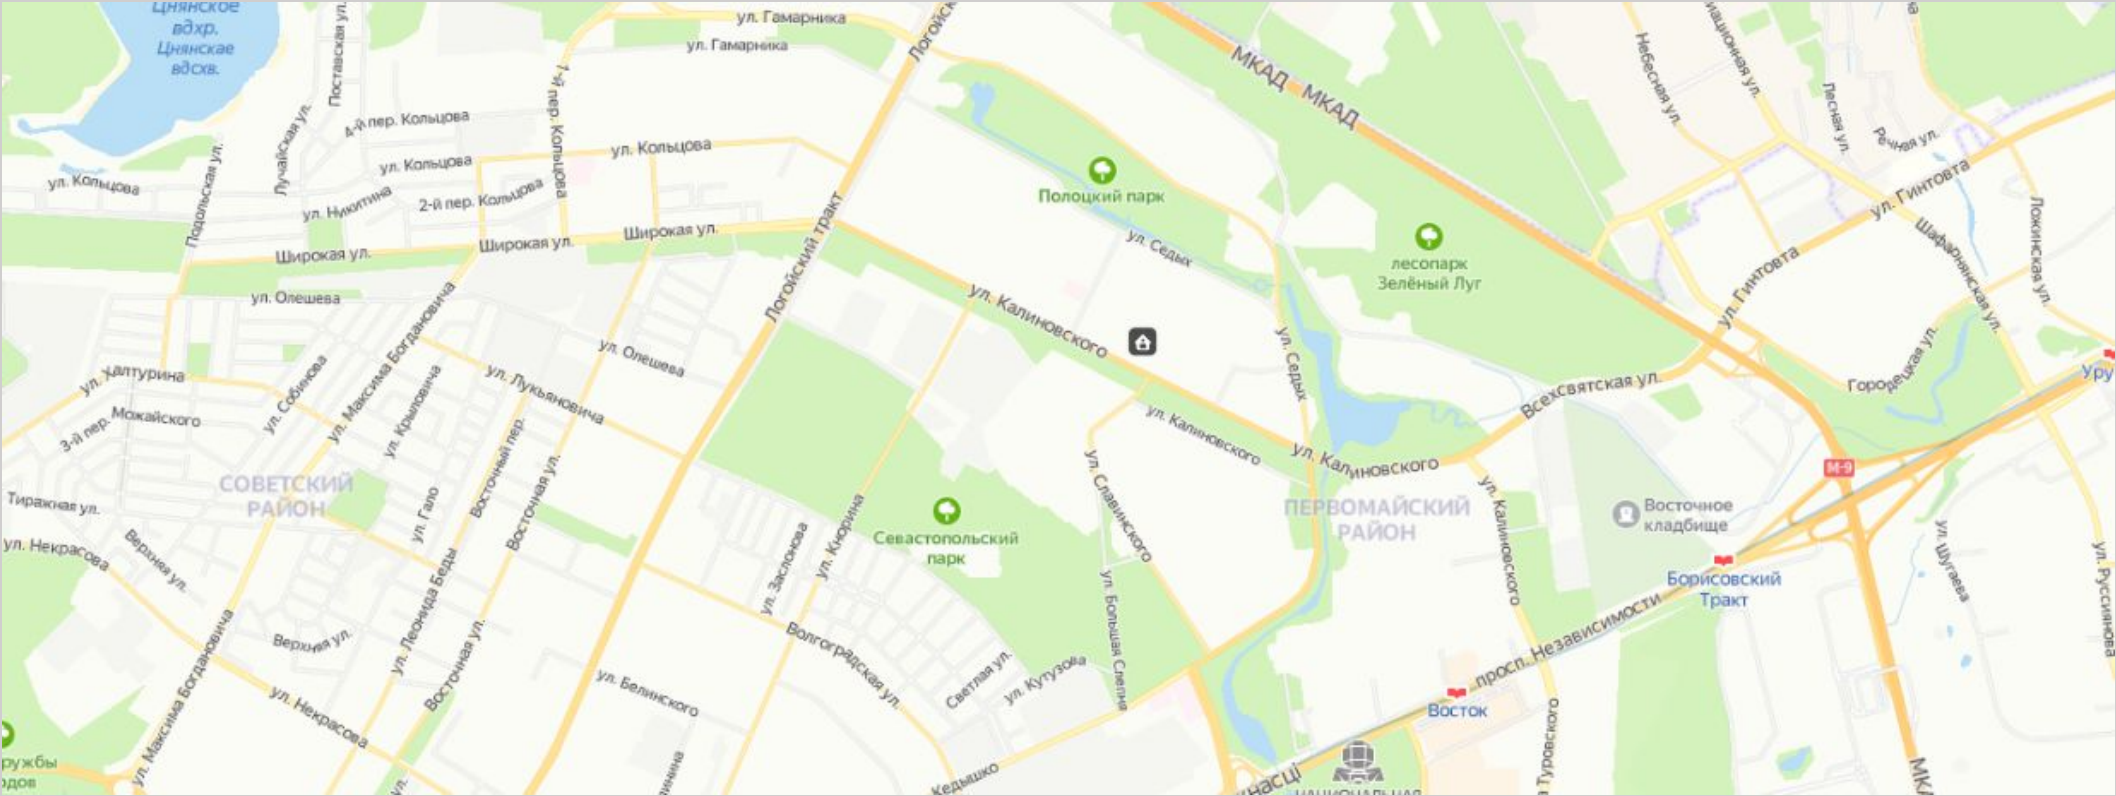 Цнянское
вдхр.
Цнянскае
вдсхв.
Поставская ул.
ул. Гамарника
ул. Гамарника
МКАД
МКАД
Небесная ул.
Лесная ул.
Речная ул.
4-й пер. Кольцова
1-й пер. Кольцова
Лучайская ул.
ул. Кольцова
ул. Кольцова
ул. Кольцова
Подольская ул.
ул. Никитина
2-й пер. Кольцова
Полоцкий парк
ул. Гинтовта
Ложинская ул.
Широкая ул.
Широкая ул.
Широкая ул.
Логойский тракт
ул. Седых
лесопарк
Зелёный Луг
Шафарнянская ул.
ул. Гинтовта
ул. Олешева
ул. Максима Богдановича
ул. Калиновского
ул. Олешева
ул. Седых
Городецкая ул.
Уру
ул. Халтурина
ул. Собинова
ул. Крыловича
ул. Лукьяновича
Всехсвятская ул.
3-й пер. Можайского
Восточный пер.
ул. Калиновского
ул. Калиновского
М-9
СОВЕТСКИЙ
РАЙОН
Тиражная ул.
ул. Гало
Восточная ул.
ул. Славинского
ПЕРВОМАЙСКИЙ
РАЙОН
ул. Калиновского
Восточное
кладбище
ул. Некрасова
Верхняя ул.
Севастопольский
парк
ул. Кнорина
ул. Заслонова
ул. Шугаева
ул. Руссиянова
Борисовский
Тракт
ул. Леонида Беды
ул. Большая Слепня
просп. Независимости
Верхняя ул.
Волгоградская ул.
ул. Максима Богдановича
Восточная ул.
ул. Белинского
Светлая ул.
ул. Кутузова
ул. Некрасова
Восток
Кедышко
НАЦИОНАЛЬНАЯ